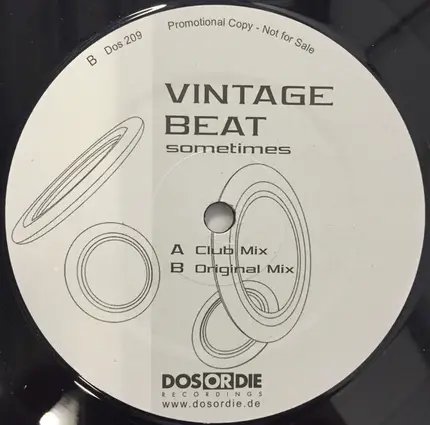 B Dos 209
Promotional Copy - Not for Sale
VINTAGE
BEAT
sometimes
A Club Mix
B Original Mix
DOSORDIE
RECORDINGS
www.dosordie.de